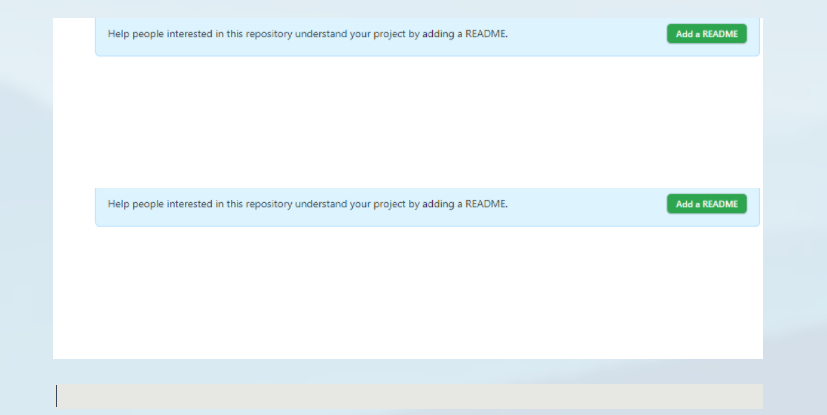 Help people interested in this repository understand your project by adding a README. Add a README
Help people interested in this repository understand your project by adding a README. Add a README